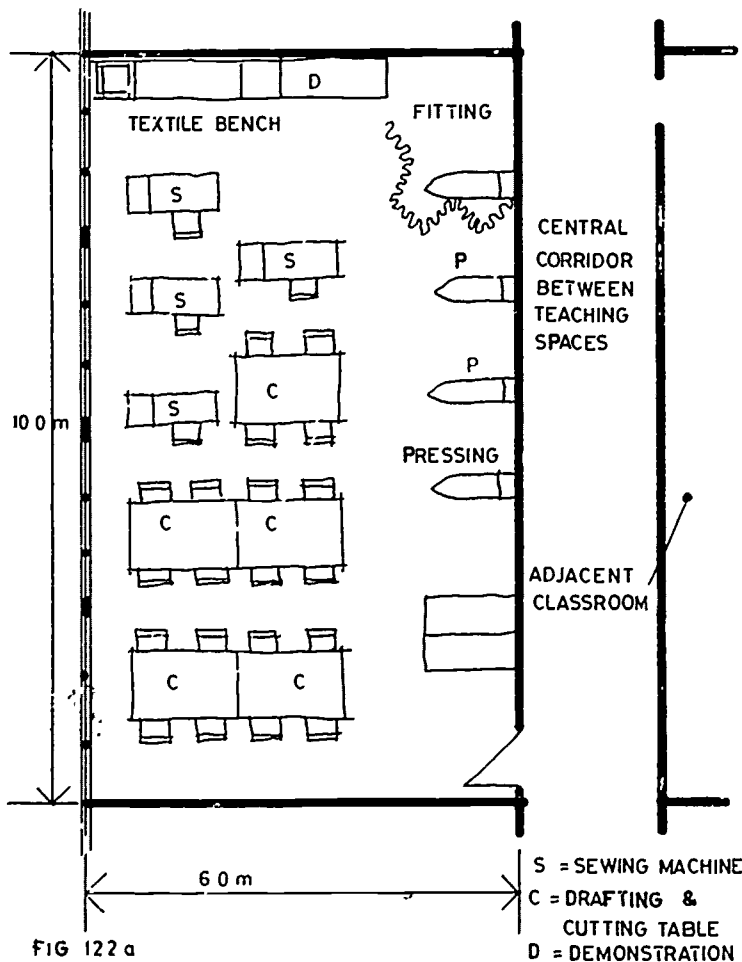 D
TEXTILE BENCH
FITTING
S
S
S
S
P
P
CENTRAL
CORRIDOR
BETWEEN
TEACHING
SPACES
C
10 0 m
PRESSING
C C
C C
ADJACENT
CLASSROOM
6 0 m
S = SEWING MACHINE
C = DRAFTING &
CUTTING TABLE
D = DEMONSTRATION
FIG 122 a